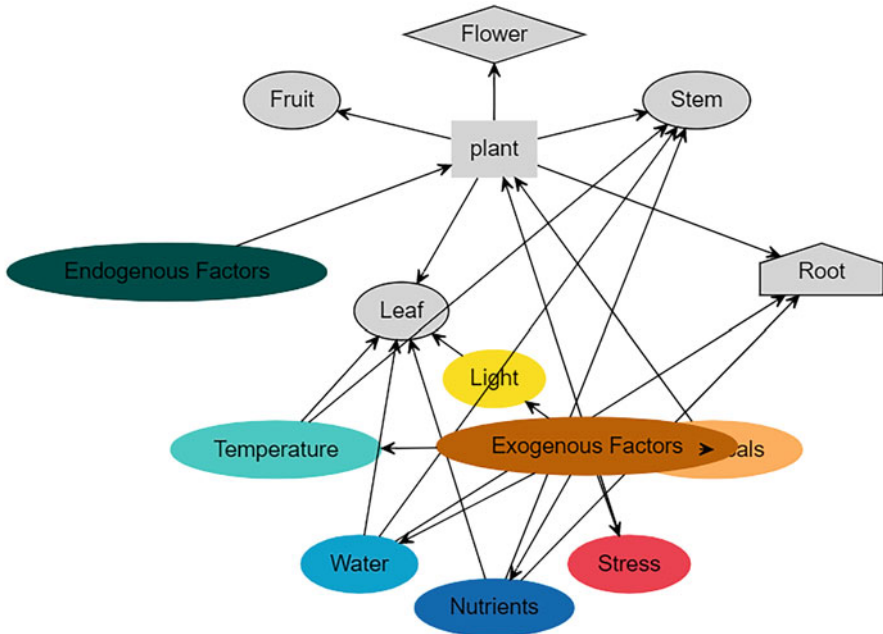 Flower
Fruit
Stem
plant
Endogenous Factors
Root
Leaf
Light
Temperature
Exogenous Factors
Water
Stress
Nutrients